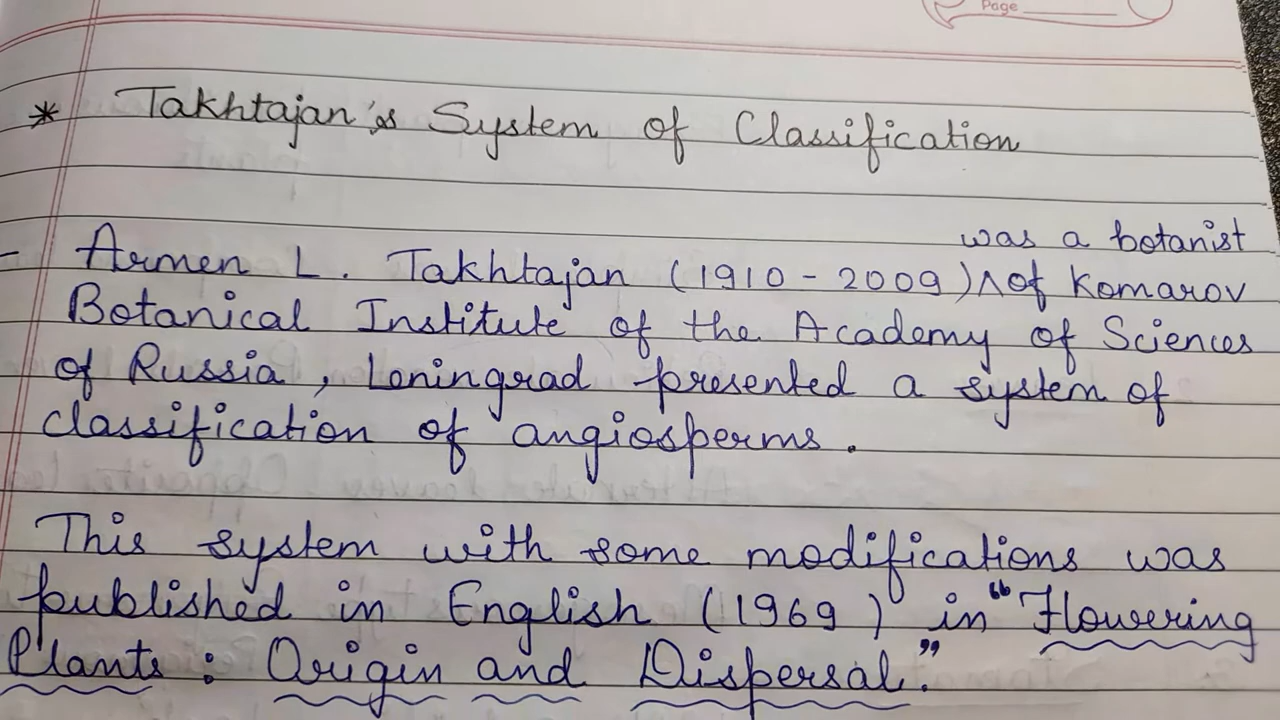 Page
* Takhtajan's System of Classification
was a botanist
- Armen L. Takhtajan (1910 - 2009) ^ of Komarov
Botanical Institute of the Academy of Sciences
of Russia, Leningrad presented a system of
classification of angiosperms.
This system with some modifications was
published in English (1969) in "Flowering
Plants : Origin and Dispersal."